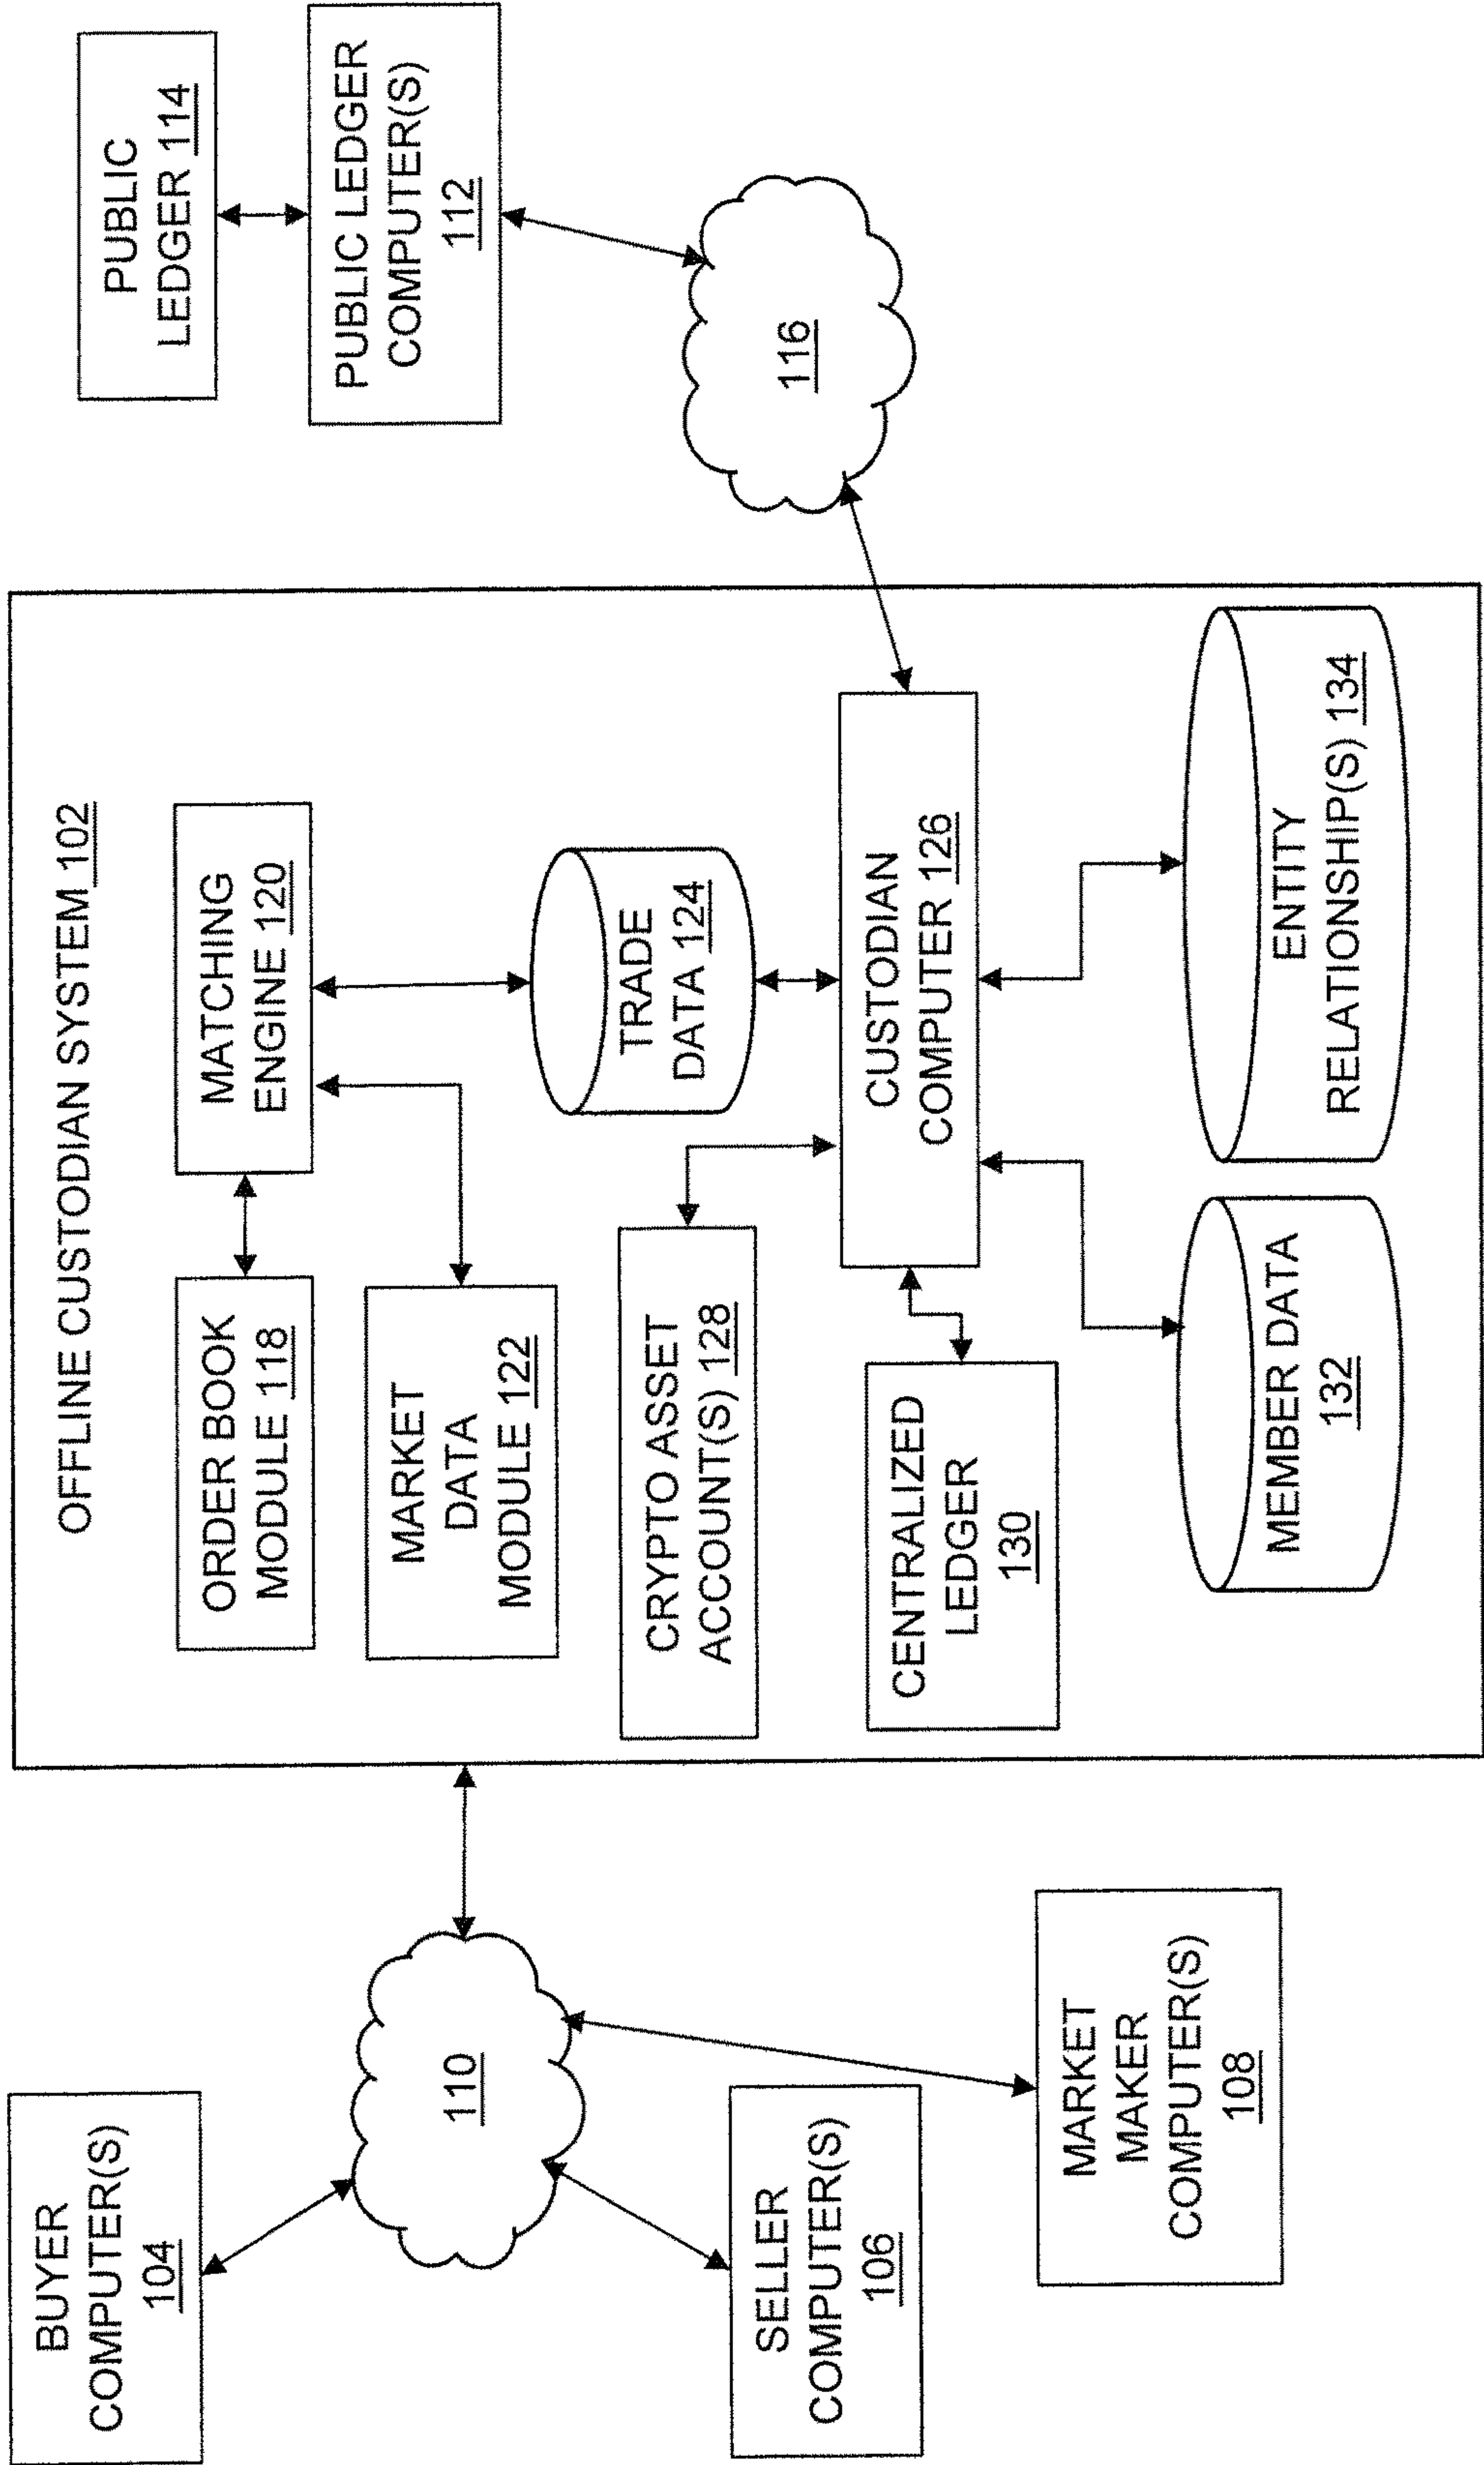 BUYER
COMPUTER(S)
104
SELLER
COMPUTER(S)
106
MARKET
MAKER
COMPUTER(S)
108
110
OFFLINE CUSTODIAN SYSTEM 102
ORDER BOOK
MODULE 118
MATCHING
ENGINE 120
MARKET
DATA
MODULE 122
TRADE
DATA 124
CRYPTO ASSET
ACCOUNT(S) 128
CUSTODIAN
COMPUTER 126
CENTRALIZED
LEDGER
130
MEMBER DATA
132
ENTITY
RELATIONSHIP(S) 134
116
PUBLIC
LEDGER 114
PUBLIC LEDGER
COMPUTER(S)
112